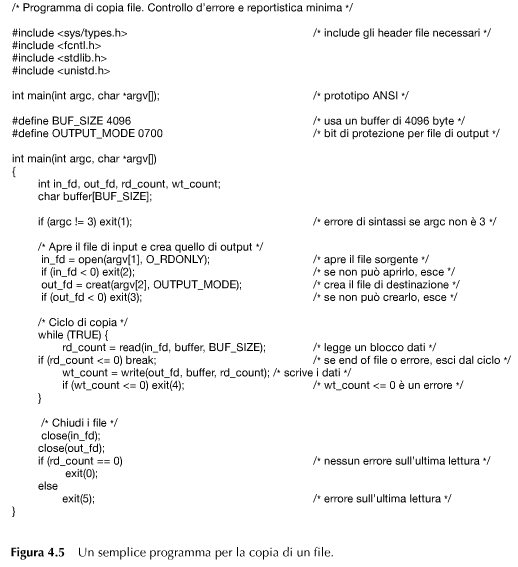 /* Programma di copia file. Controllo d'errore e reportistica minima */
#include <sys/types.h> /* include gli header file necessari */
#include <fcntl.h>
#include <stdlib.h>
#include <unistd.h>
int main(int argc, char *argv[]); /* prototipo ANSI */
#define BUF_SIZE 4096 /* usa un buffer di 4096 byte */
#define OUTPUT_MODE 0700 /* bit di protezione per file di output */
int main(int argc, char *argv[])
{
int in_fd, out_fd, rd_count, wt_count;
char buffer[BUF_SIZE];
if (argc != 3) exit(1); /* errore di sintassi se argc non è 3 */
/* Apre il file di input e crea quello di output */
in_fd = open(argv[1], O_RDONLY); /* apre il file sorgente */
if (in_fd < 0) exit(2); /* se non può aprirlo, esce */
out_fd = creat(argv[2], OUTPUT_MODE); /* crea il file di destinazione */
if (out_fd < 0) exit(3); /* se non può crearlo, esce */
/* Ciclo di copia */
while (TRUE) {
rd_count = read(in_fd, buffer, BUF_SIZE); /* legge un blocco dati */
if (rd_count <= 0) break; /* se end of file o errore, esci dal ciclo */
wt_count = write(out_fd, buffer, rd_count); /* scrive i dati */
if (wt_count <= 0) exit(4); /* wt_count <= 0 è un errore */
}
/* Chiudi i file */
close(in_fd);
close(out_fd);
if (rd_count == 0) /* nessun errore sull'ultima lettura */
exit(0);
else
exit(5); /* errore sull'ultima lettura */
}
Figura 4.5 Un semplice programma per la copia di un file.